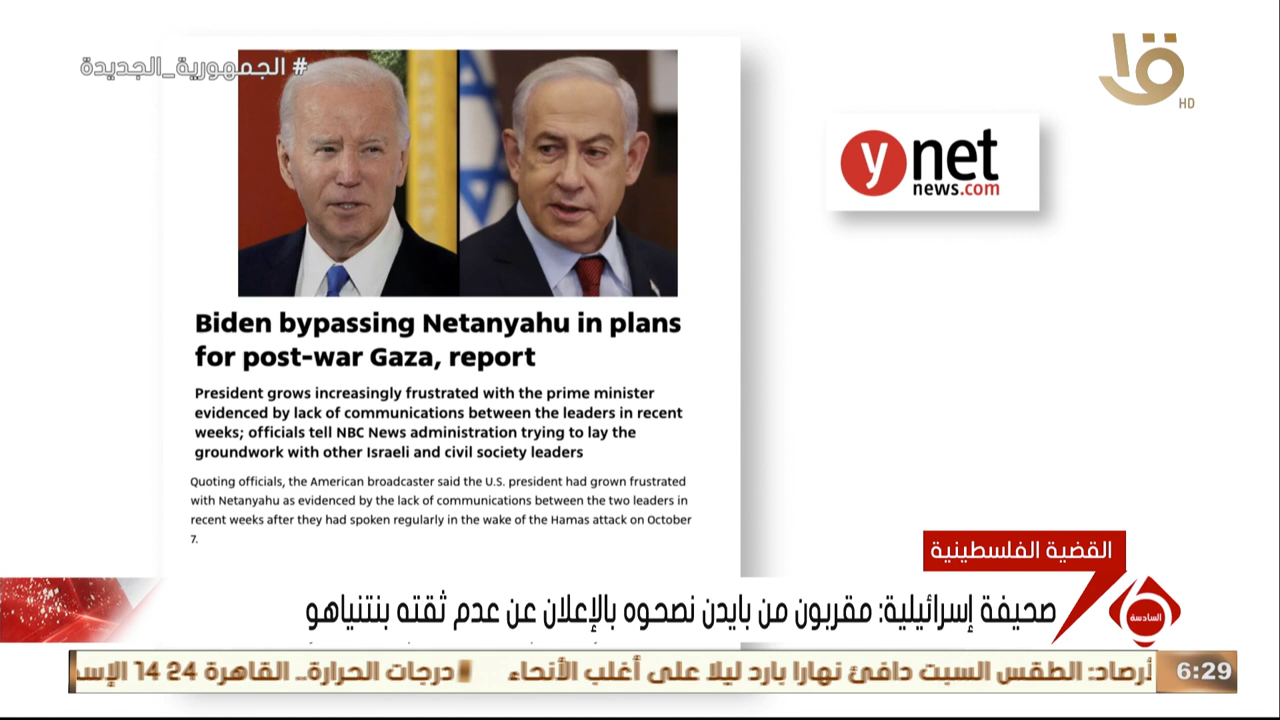 # الجمهورية_الجديدة
HD
ynet
news.com
Biden bypassing Netanyahu in plans
for post-war Gaza, report
President grows increasingly frustrated with the prime minister
evidenced by lack of communications between the leaders in recent
weeks; officials tell NBC News administration trying to lay the
groundwork with other Israeli and civil society leaders
Quoting officials, the American broadcaster said the U.S. president had grown frustrated
with Netanyahu as evidenced by the lack of communications between the two leaders in
recent weeks after they had spoken regularly in the wake of the Hamas attack on October
7.
القضية الفلسطينية
السادسة
صحيفة إسرائيلية: مقربون من بايدن نصحوه بالإعلان عن عدم ثقته بنتنياهو
الطقس السبت دافئ نهارا بارد ليلا على أغلب الأنحاء درجات الحرارة.. القاهرة 24 14
6:29